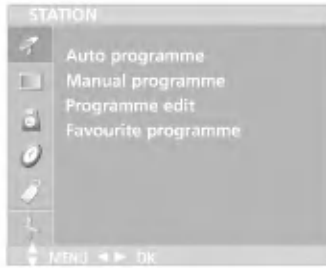 STATION
Auto programme
Manual programme
Programme edit
Favourite programme
MENU OK